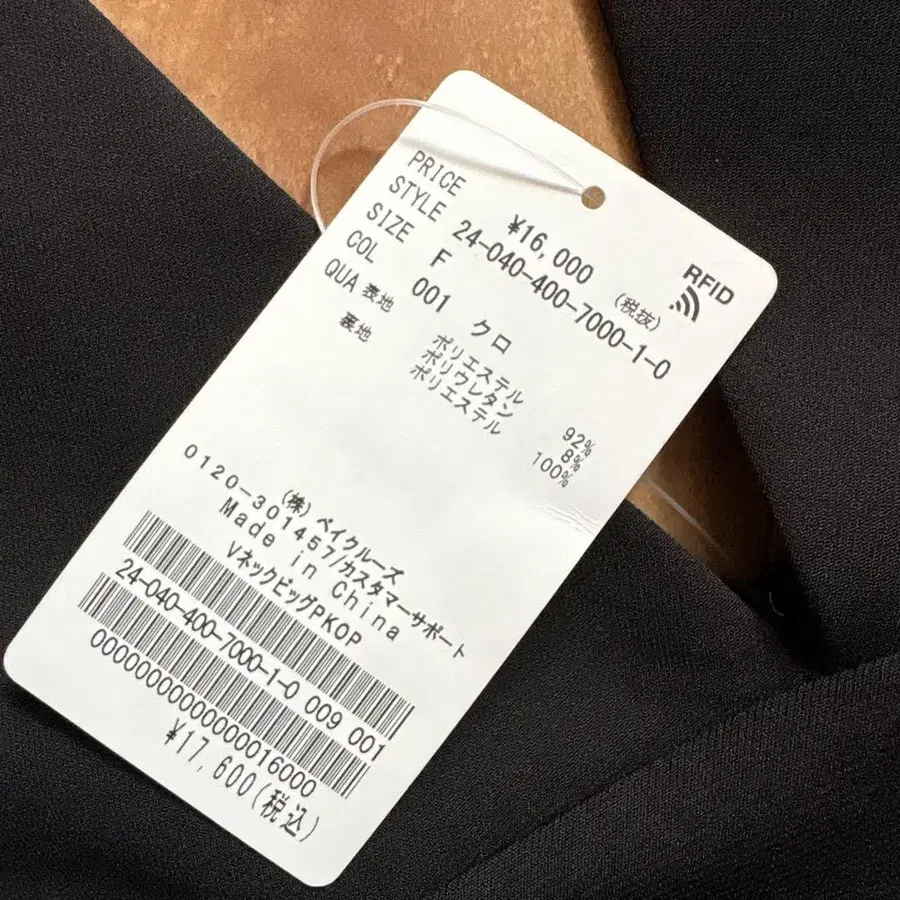 PRICE ¥16,000 (税抜)
STYLE 24-040-400-7000-1-0
SIZE F
COL 001 クロ
QUA 表地 ポリエステル 92%
ポリウレタン 8%
裏地 ポリエステル 100%
RFID
(株) ベイクルーズ
0120-301457/カスタマーサポート
Made in China
VネックビッグPKOP
24-040-400-7000-1-0 009 001
00000000000000016000
¥17,600(税込)